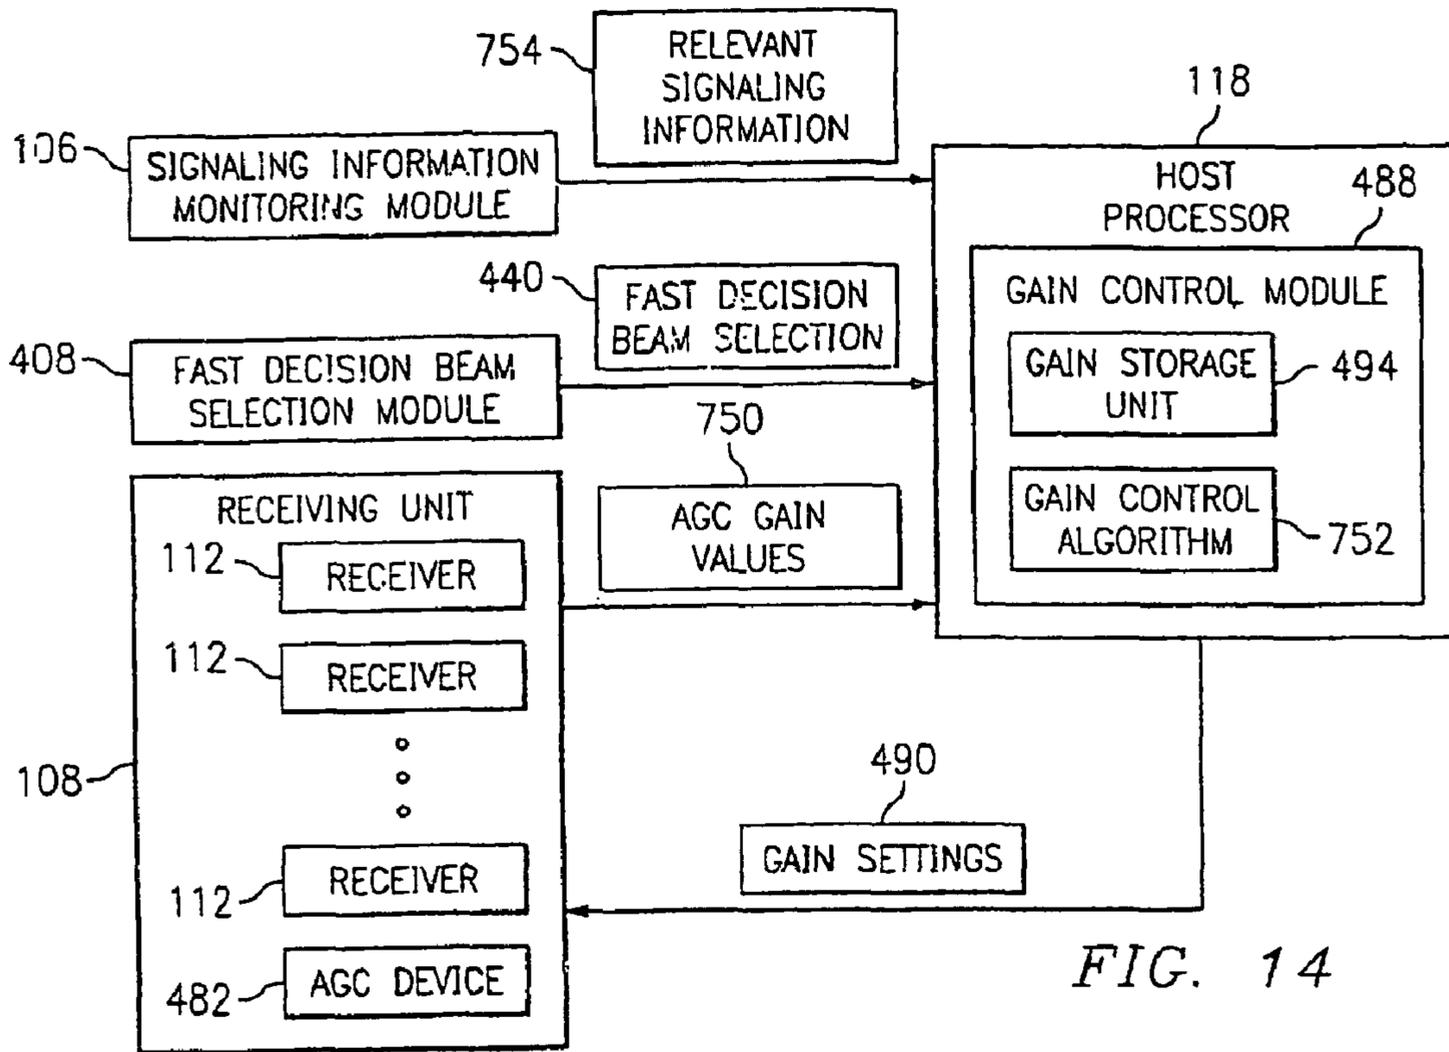 754
RELEVANT
SIGNALING
INFORMATION
118
106
SIGNALING INFORMATION
MONITORING MODULE
HOST
PROCESSOR
488
440
FAST DECISION
BEAM SELECTION
GAIN CONTROL MODULE
GAIN STORAGE
UNIT
494
408
FAST DECISION BEAM
SELECTION MODULE
750
RECEIVING UNIT
AGC GAIN
VALUES
GAIN CONTROL
ALGORITHM
752
112
RECEIVER
112
RECEIVER
108
490
GAIN SETTINGS
112
RECEIVER
482
AGC DEVICE
FIG. 14